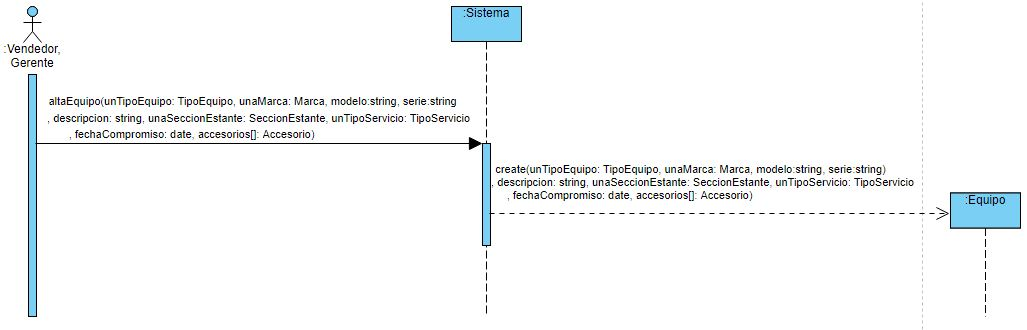 :Sistema
:Vendedor,
Gerente
altaEquipo(unTipoEquipo: TipoEquipo, unaMarca: Marca, modelo:string, serie:string
, descripcion: string, unaSeccionEstante: SeccionEstante, unTipoServicio: TipoServicio
, fechaCompromiso: date, accesorios[]: Accesorio)
create(unTipoEquipo: TipoEquipo, unaMarca: Marca, modelo:string, serie:string)
, descripcion: string, unaSeccionEstante: SeccionEstante, unTipoServicio: TipoServicio
, fechaCompromiso: date, accesorios[]: Accesorio)
:Equipo